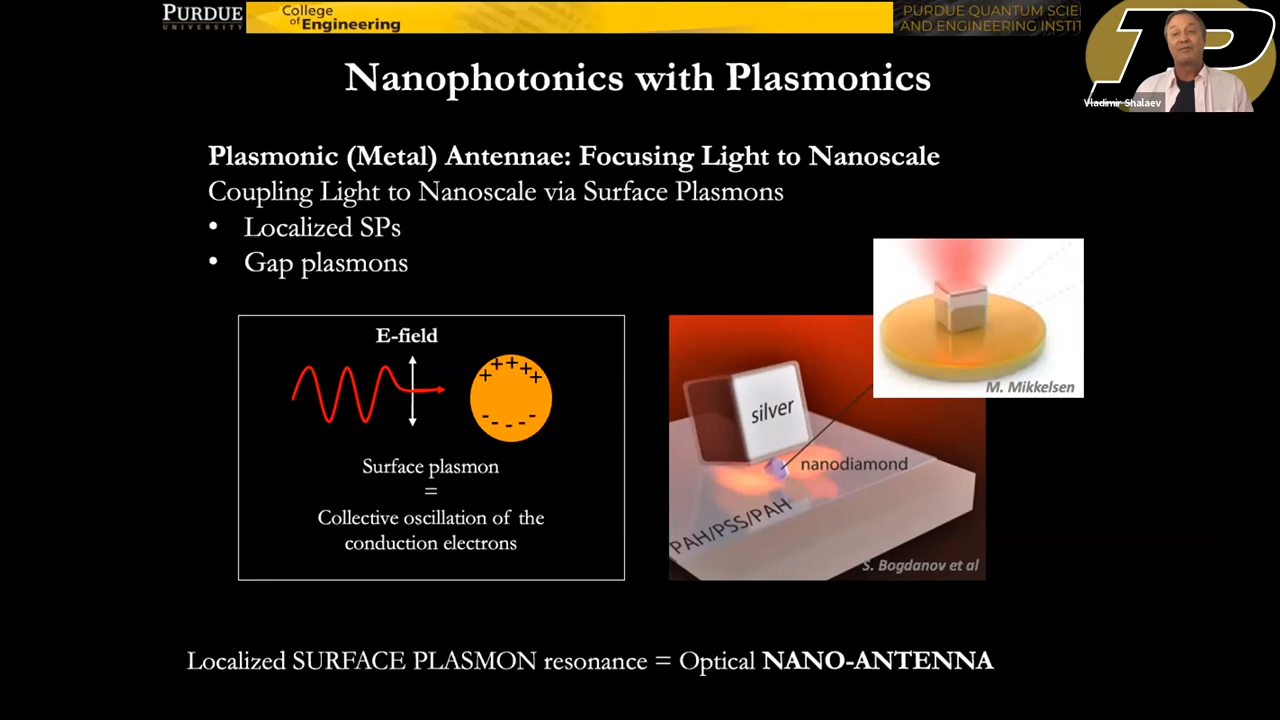 PURDUE
UNIVERSITY
College
of Engineering
PURDUE QUANTUM
AND ENGINEERING
Vladimir Shalaev
Nanophotonics with Plasmonics
Plasmonic (Metal) Antennae: Focusing Light to Nanoscale
Coupling Light to Nanoscale via Surface Plasmons
• Localized SPs
• Gap plasmons
E-field
+ + + + +
- - - - -
Surface plasmon
=
Collective oscillation of the
conduction electrons
M. Mikkelsen
silver
nanodiamond
PAH/PSS/PAH
S. Bogdanov et al
Localized SURFACE PLASMON resonance = Optical NANO-ANTENNA